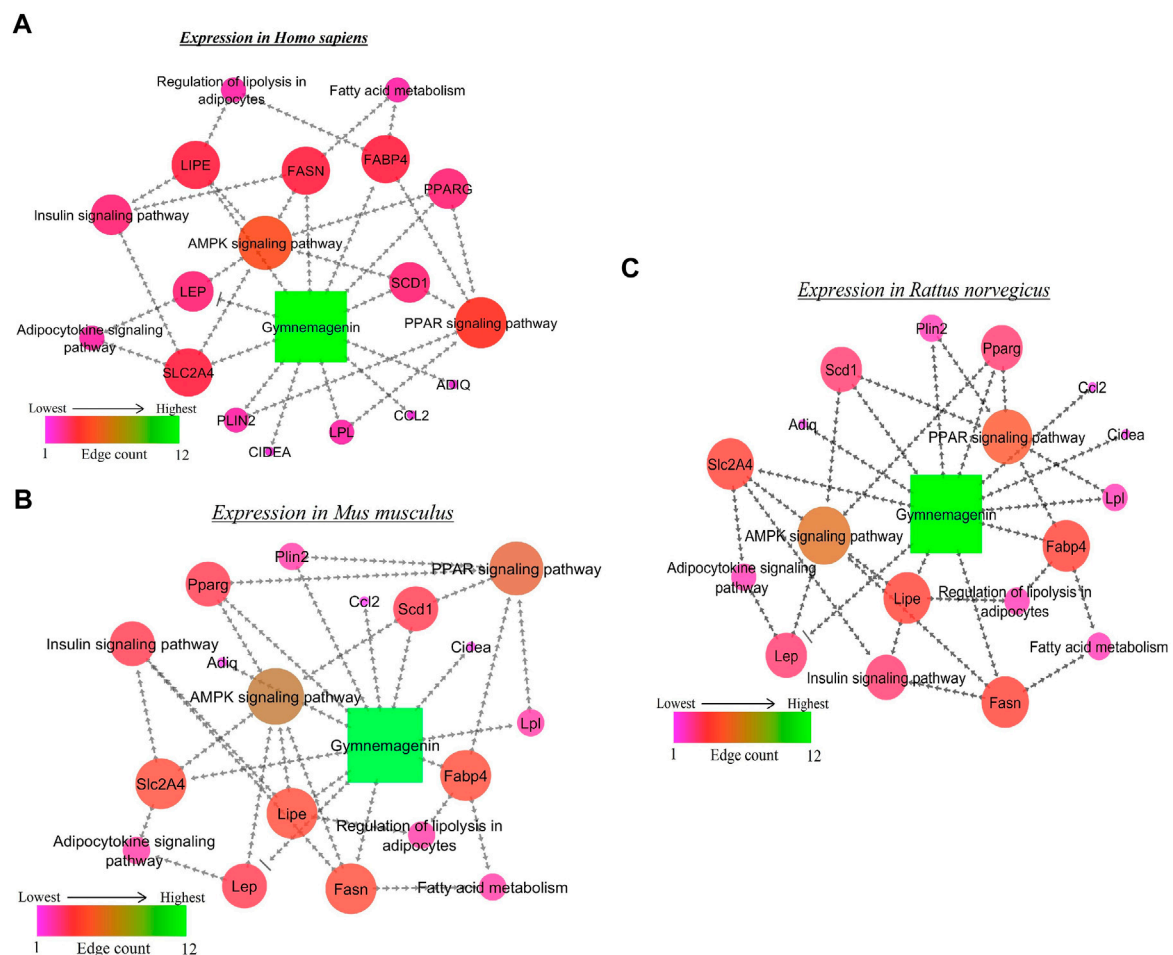 A
Expression in Homo sapiens
Regulation of lipolysis in
adipocytes
Fatty acid metabolism
LIPE
FASN
FABP4
PPARG
Insulin signaling pathway
AMPK signaling pathway
LEP
SCD1
Gymnemagenin
PPAR signaling pathway
Adipocytokine signaling
pathway
SLC2A4
ADIQ
PLIN2
CCL2
LPL
CIDEA
Lowest
Highest
1
Edge count
12
B
Expression in Mus musculus
Plin2
PPAR signaling pathway
Pparg
Ccl2
Scd1
Insulin signaling pathway
Cidea
Adiq
AMPK signaling pathway
Lpl
Gymnemagenin
Slc2A4
Fabp4
Lipe
Regulation of lipolysis in
adipocytes
Adipocytokine signaling
pathway
Lep
Fasn
Fatty acid metabolism
Lowest
Highest
1
Edge count
12
C
Expression in Rattus norvegicus
Plin2
Pparg
Scd1
Ccl2
Adiq
PPAR signaling pathway
Cidea
Slc2A4
Lpl
Gymnemagenin
AMPK signaling pathway
Fabp4
Adipocytokine signaling
pathway
Lipe
Regulation of lipolysis in
adipocytes
Lep
Fatty acid metabolism
Insulin signaling pathway
Fasn
Lowest
Highest
1
Edge count
12